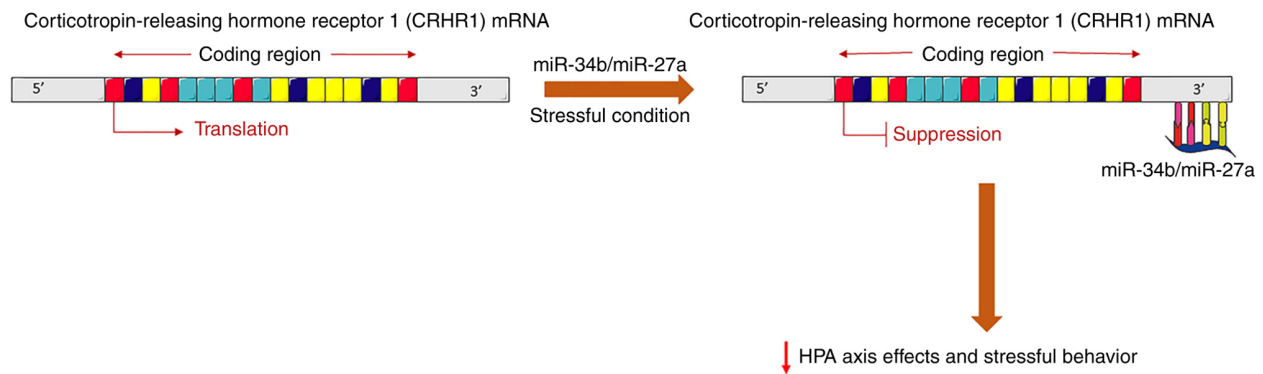 Corticotropin-releasing hormone receptor 1 (CRHR1) mRNA
Coding region
5′
3′
Translation
miR-34b/miR-27a
Stressful condition
Corticotropin-releasing hormone receptor 1 (CRHR1) mRNA
Coding region
5′
3′
Suppression
miR-34b/miR-27a
HPA axis effects and stressful behavior